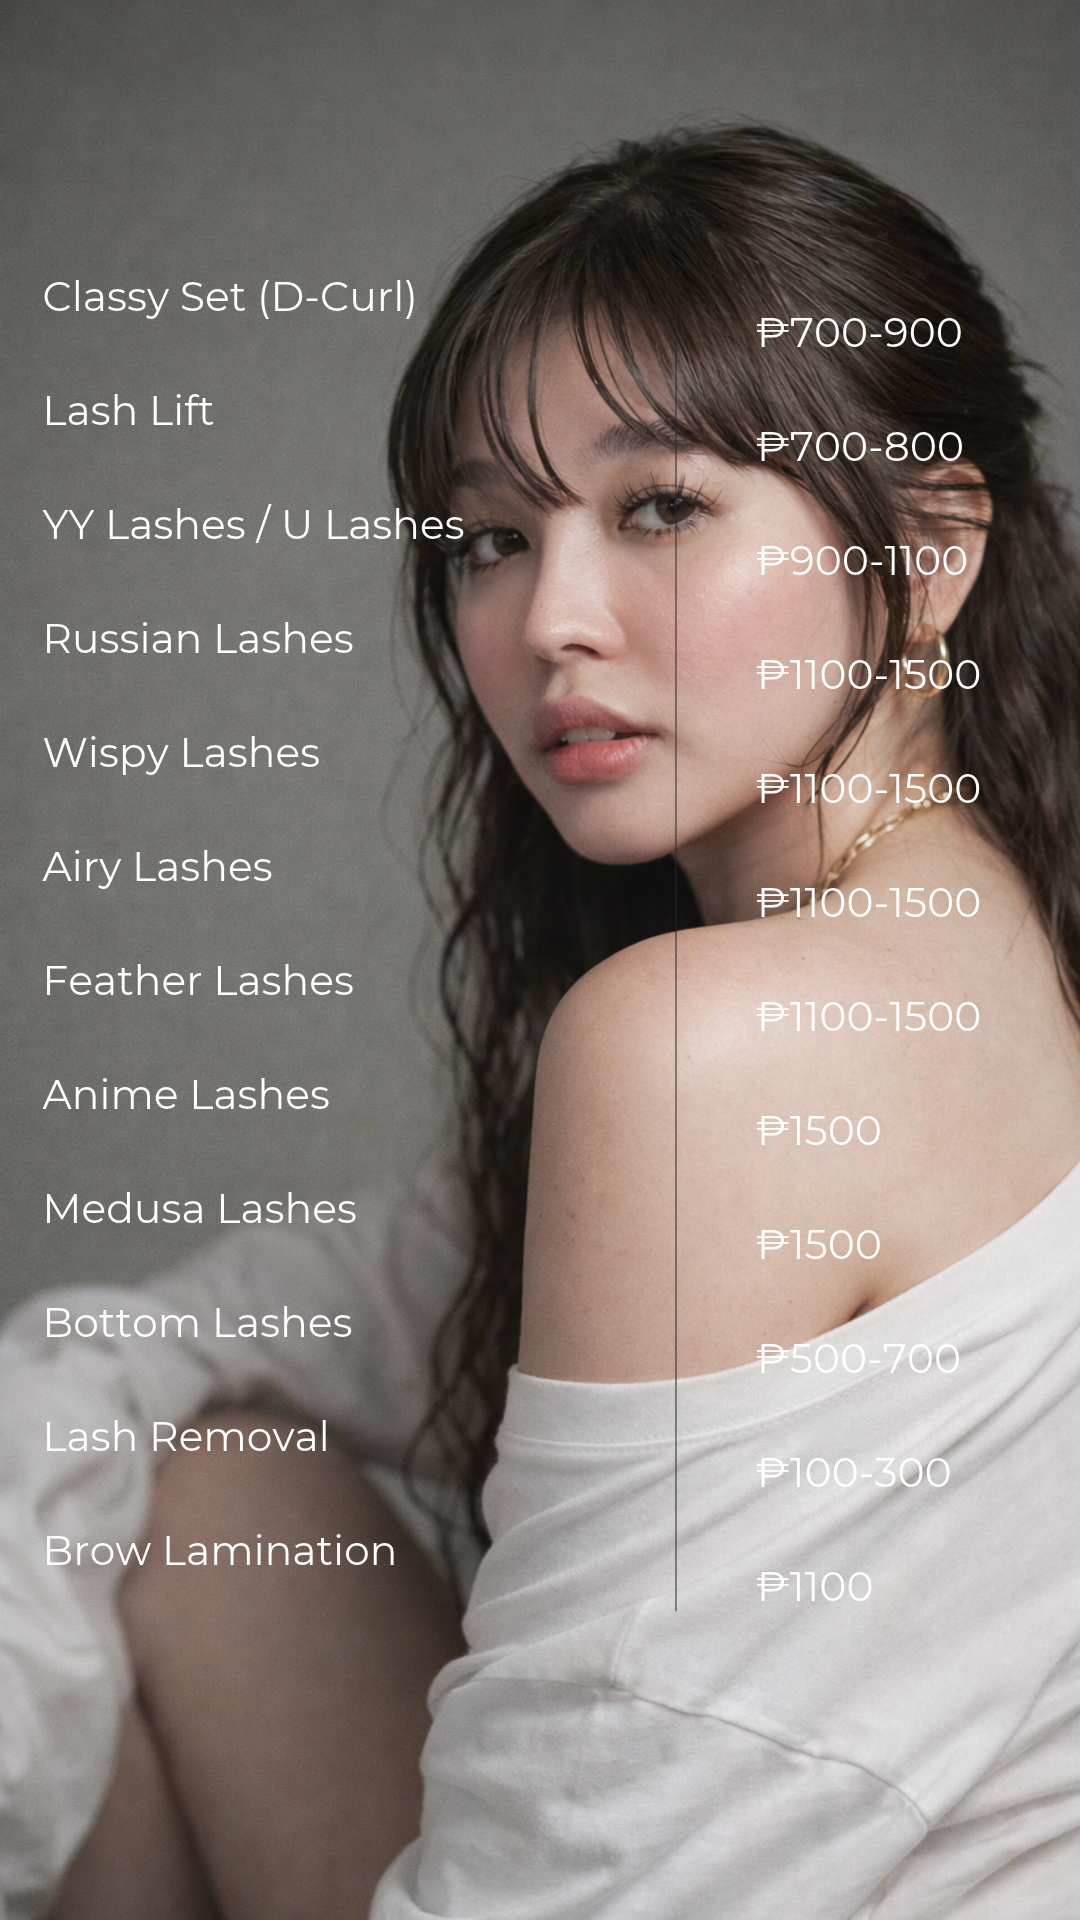 Classy Set (D-Curl)
₱700-900
Lash Lift
₱700-800
YY Lashes / U Lashes
₱900-1100
Russian Lashes
₱1100-1500
Wispy Lashes
₱1100-1500
Airy Lashes
₱1100-1500
Feather Lashes
₱1100-1500
Anime Lashes
₱1500
Medusa Lashes
₱1500
Bottom Lashes
₱500-700
Lash Removal
₱100-300
Brow Lamination
₱1100